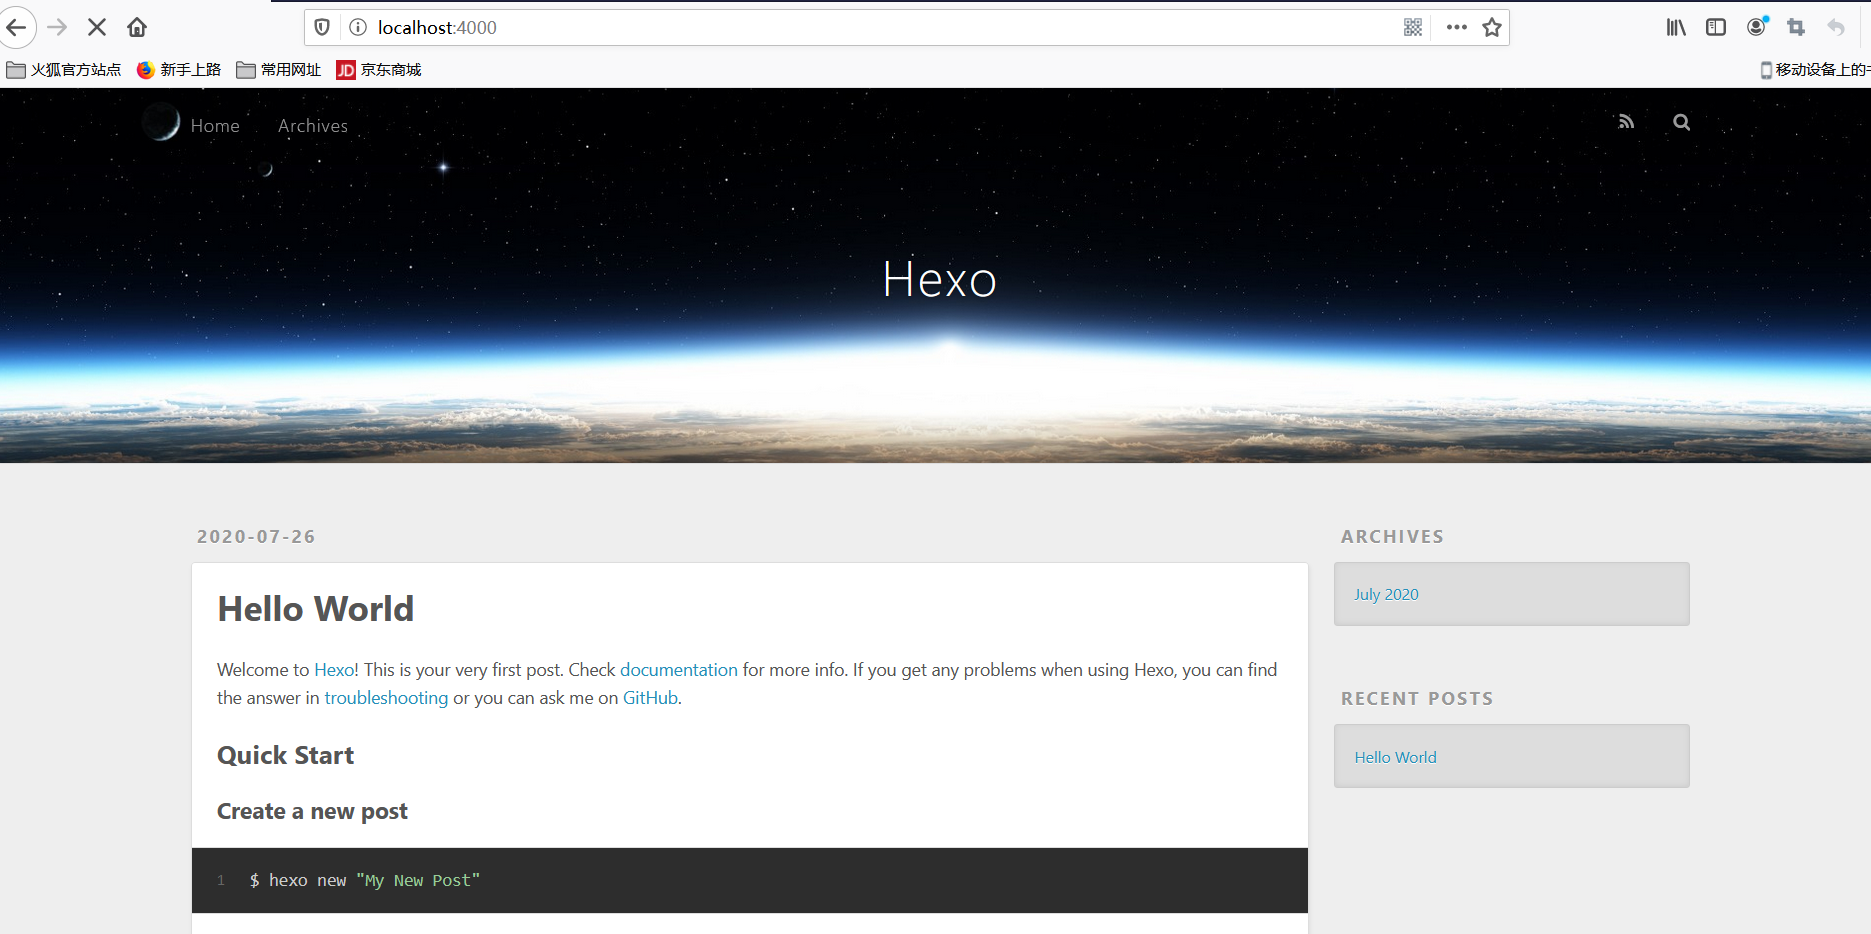 localhost:4000
火狐官方站点 新手上路 常用网址 JD 京东商城 移动设备上的
Home Archives
Hexo
2020-07-26
Hello World
Welcome to Hexo! This is your very first post. Check documentation for more info. If you get any problems when using Hexo, you can find
the answer in troubleshooting or you can ask me on GitHub.
Quick Start
Create a new post
1 $ hexo new "My New Post"
ARCHIVES
July 2020
RECENT POSTS
Hello World